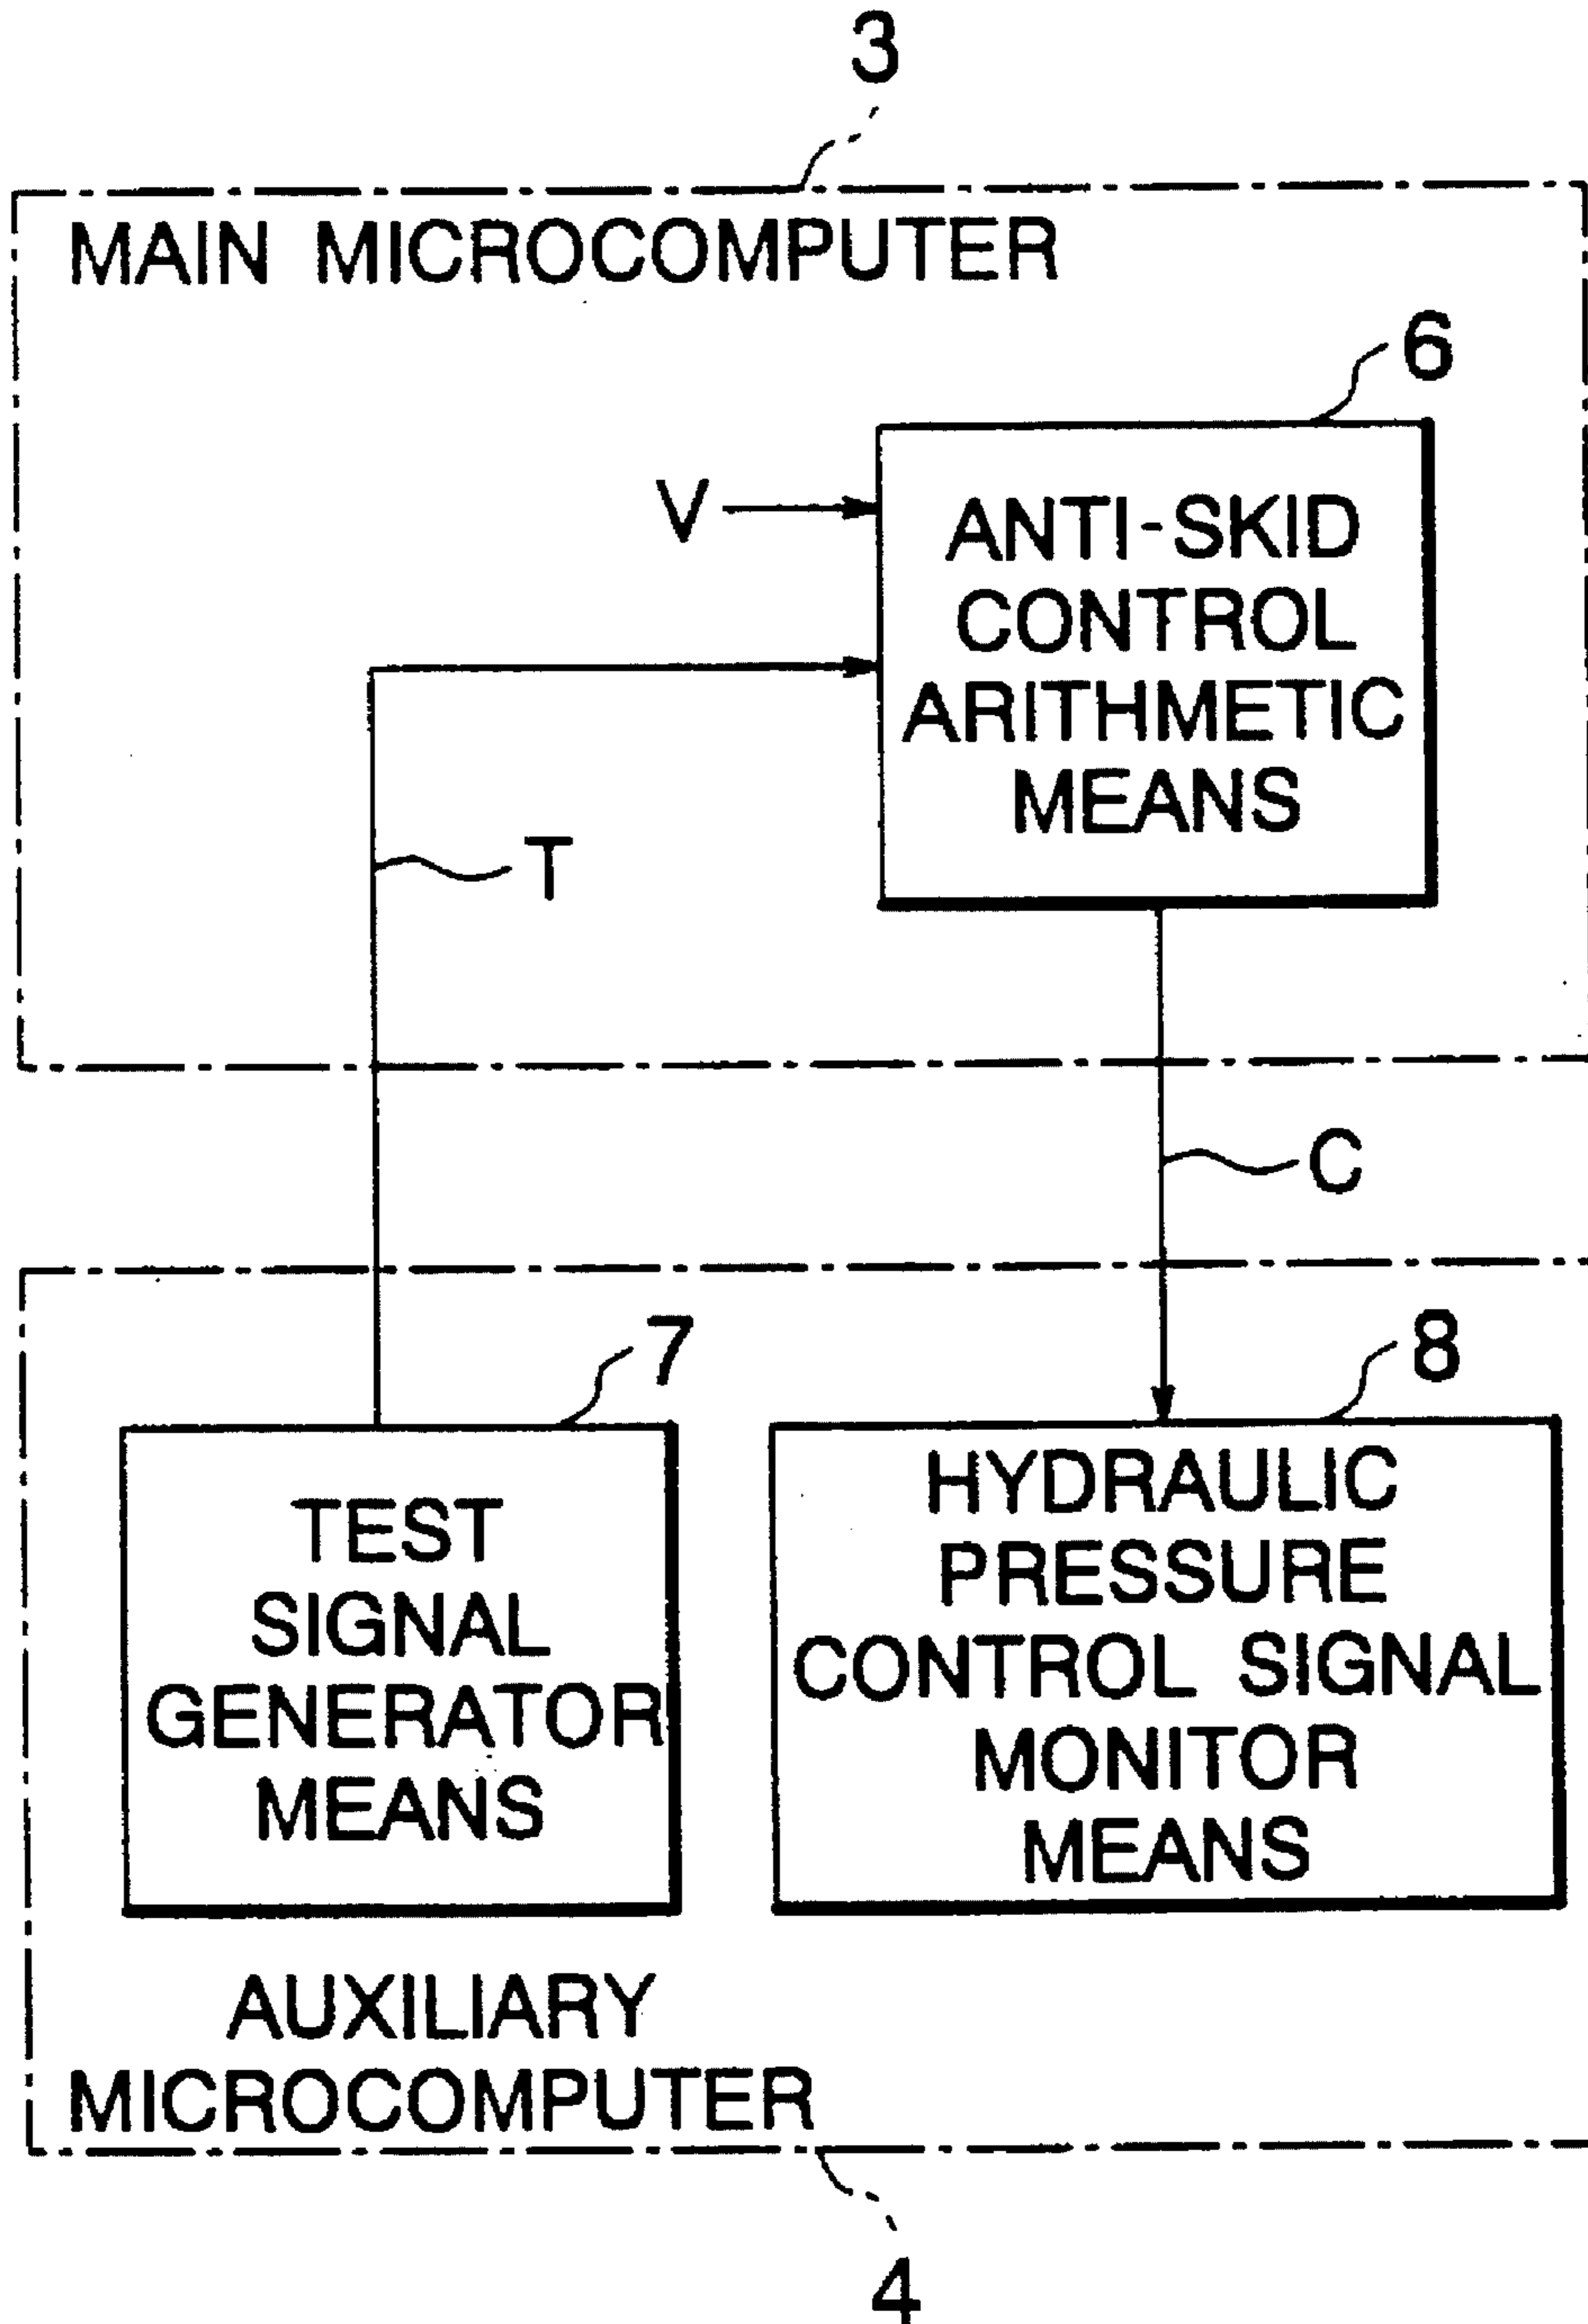 3
MAIN MICROCOMPUTER
6
V
ANTI-SKID
CONTROL
ARITHMETIC
MEANS
T
C
7
8
TEST
SIGNAL
GENERATOR
MEANS
HYDRAULIC
PRESSURE
CONTROL SIGNAL
MONITOR
MEANS
AUXILIARY
MICROCOMPUTER
4